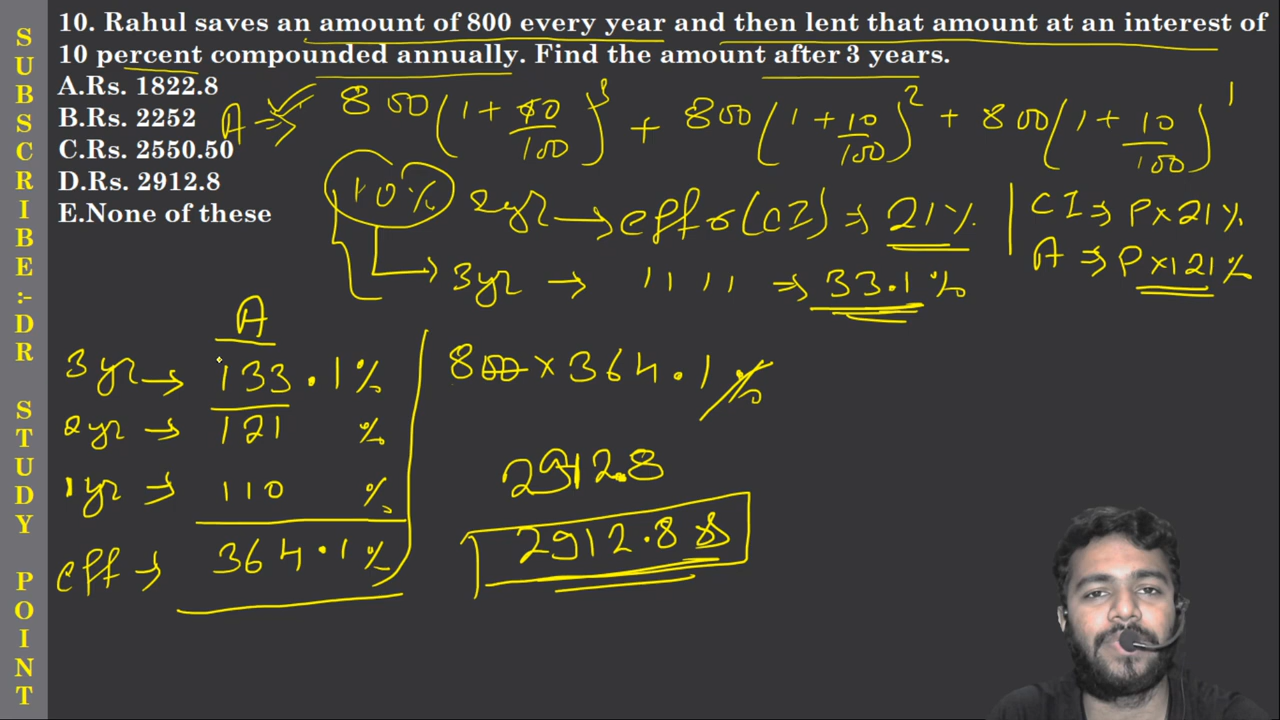 SUBSCRIBE:-DR STUDY POINT
10. Rahul saves an amount of 800 every year and then lent that amount at an interest of
10 percent compounded annually. Find the amount after 3 years.
A.Rs. 1822.8
B.Rs. 2252
C.Rs. 2550.50
D.Rs. 2912.8
E.None of these
A ⇒ 800(1 + 10/100)³ + 800(1 + 10/100)² + 800(1 + 10/100)¹
10% 2yr → eff r(CI) ⇒ 21% | CI ⇒ P×21%
A ⇒ P×121%
3yr → '' '' ⇒ 33.1%
A
3yr → 133.1%
2yr → 121 %
1yr → 110 %
eff → 364.1%
800 × 364.1%
2912.8
2912.8